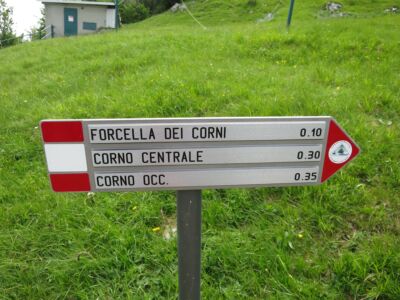 FORCELLA DEI CORNI 0.10
CORNO CENTRALE 0.30
CORNO OCC. 0.35